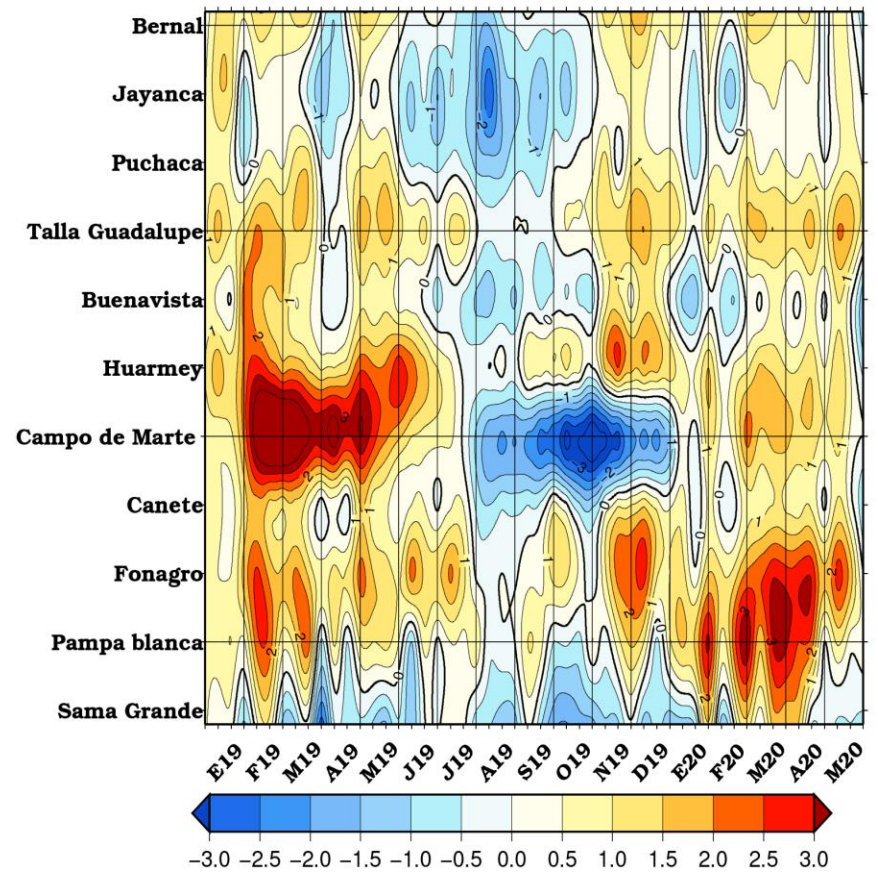 Bernal
Jayanca
Puchaca
Talla Guadalupe
Buenavista
Huarmey
Campo de Marte
Canete
Fonagro
Pampa blanca
Sama Grande
E19 F19 M19 A19 M19 J19 J19 A19 S19 O19 N19 D19 E20 F20 M20 A20 M20
−3.0 −2.5 −2.0 −1.5 −1.0 −0.5 0.0 0.5 1.0 1.5 2.0 2.5 3.0